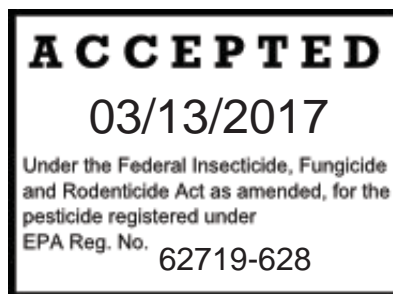 ACCEPTED
03/13/2017
Under the Federal Insecticide, Fungicide
and Rodenticide Act as amended, for the
pesticide registered under
EPA Reg. No. 62719-628